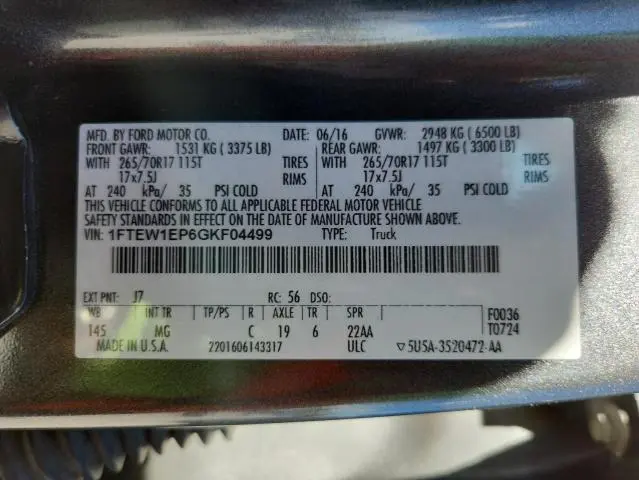 MFD. BY FORD MOTOR CO. DATE: 06/16 GVWR: 2948 KG ( 6500 LB)
FRONT GAWR: 1531 KG ( 3375 LB) REAR GAWR: 1497 KG ( 3300 LB)
WITH 265/70R17 115T TIRES WITH 265/70R17 115T TIRES
17x7.5J RIMS 17x7.5J RIMS
AT 240 kPa/ 35 PSI COLD AT 240 kPa/ 35 PSI COLD
THIS VEHICLE CONFORMS TO ALL APPLICABLE FEDERAL MOTOR VEHICLE
SAFETY STANDARDS IN EFFECT ON THE DATE OF MANUFACTURE SHOWN ABOVE.
VIN: 1FTEW1EP6GKF04499 TYPE: Truck
EXT PNT: J7 RC: 56 DSO:
WB INT TR TP/PS R AXLE TR SPR F0036
145 MG C 19 6 22AA T0724
MADE IN U.S.A. 2201606143317 ULC ▽5U5A-3520472-AA